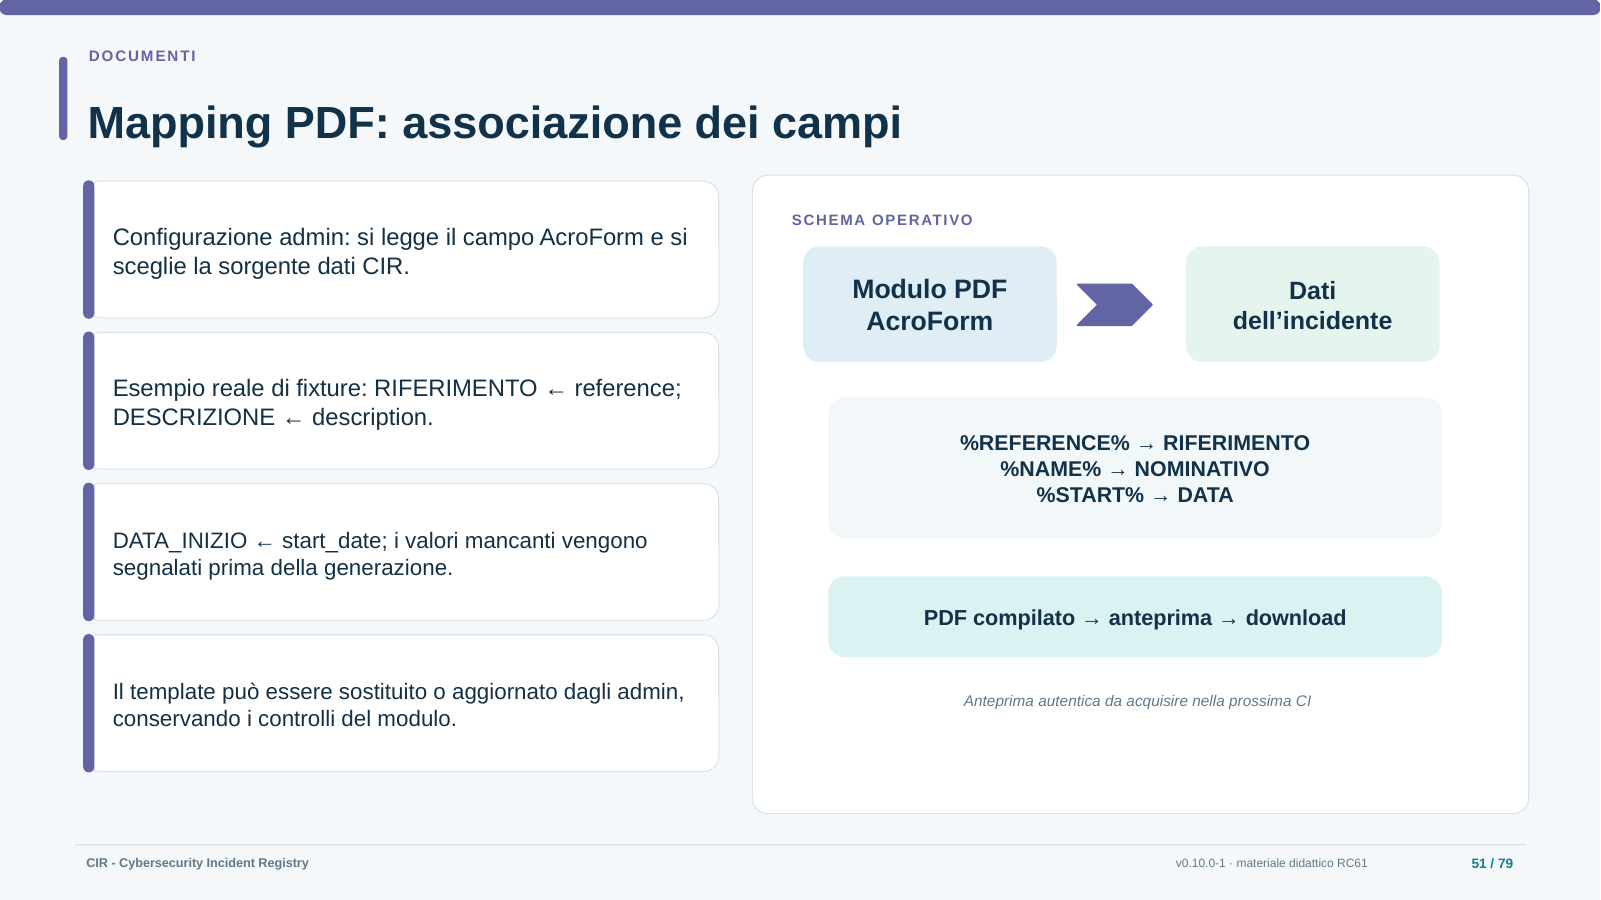 DOCUMENTI
Mapping PDF: associazione dei campi
Configurazione admin: si legge il campo AcroForm e si
sceglie la sorgente dati CIR.
Esempio reale di fixture: RIFERIMENTO ← reference;
DESCRIZIONE ← description.
DATA_INIZIO ← start_date; i valori mancanti vengono
segnalati prima della generazione.
Il template può essere sostituito o aggiornato dagli admin,
conservando i controlli del modulo.
SCHEMA OPERATIVO
Modulo PDF
AcroForm
Dati
dell’incidente
%REFERENCE% → RIFERIMENTO
%NAME% → NOMINATIVO
%START% → DATA
PDF compilato → anteprima → download
Anteprima autentica da acquisire nella prossima CI
CIR - Cybersecurity Incident Registry
v0.10.0-1 · materiale didattico RC61
51 / 79